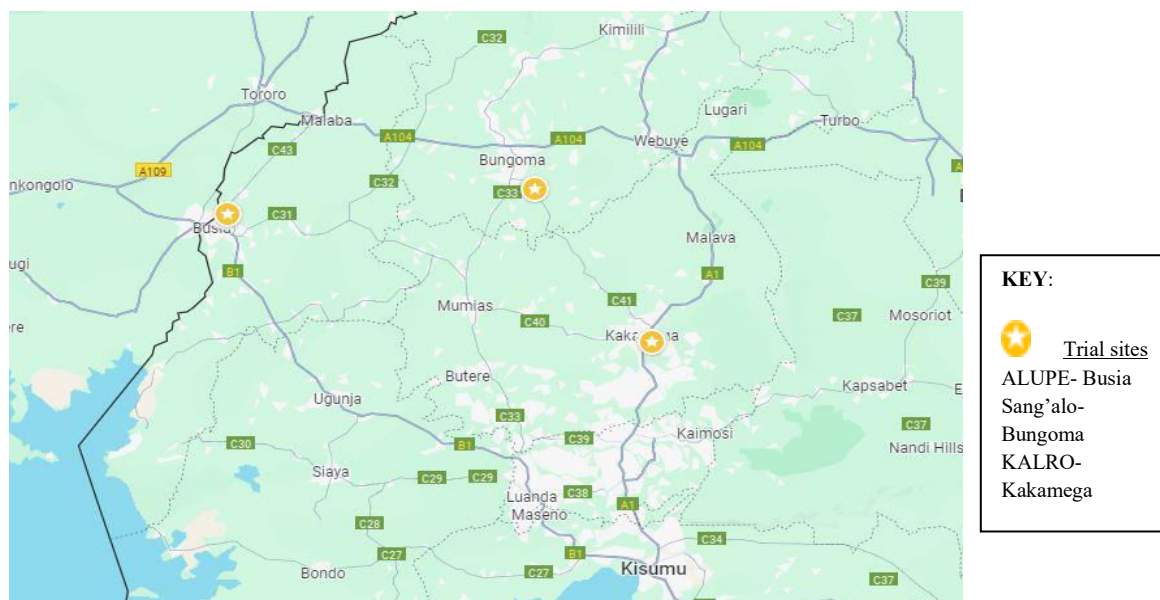 C32
Kimilili
Tororo
Lugari
Malaba
Turbo
C43
A104
A104
Webuye
A104
Bungoma
A109
C32
nkongolo
C33
C31
Busia
Malava
ugi
B1
A1
KEY:
C39
Mumias
C41
C37
Mosoriot
ere
C40
Trial sites
ALUPE- Busia
Butere
Kapsabet
Ugunja
Sang’alo-
C33
Bungoma
C37
B1
C39
Kaimosi
C30
Nandi Hills
KALRO-
Siaya
C29
C29
Kakamega
Luanda
C38
Maseno
A1
C28
C34
C27
B1
Bondo
C27
Kisumu
C37